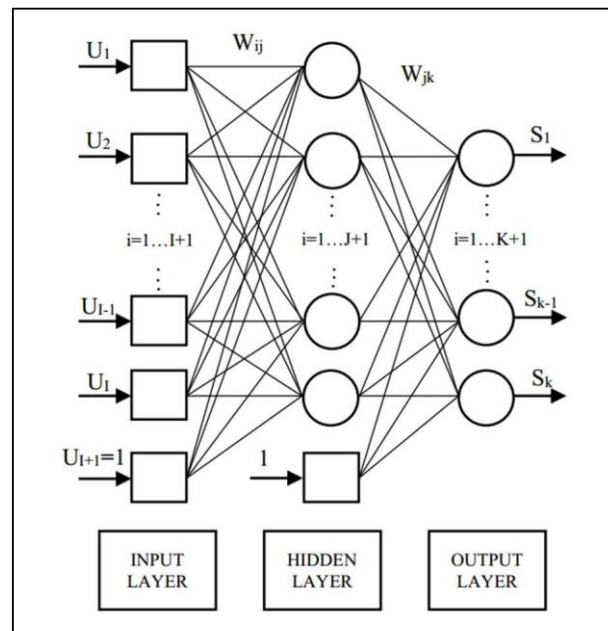 U1
Wij
Wjk
U2
S1
i=1...I+1
i=1...J+1
i=1...K+1
UI-1
Sk-1
UI
Sk
UI+1=1
1
INPUT
LAYER
HIDDEN
LAYER
OUTPUT
LAYER